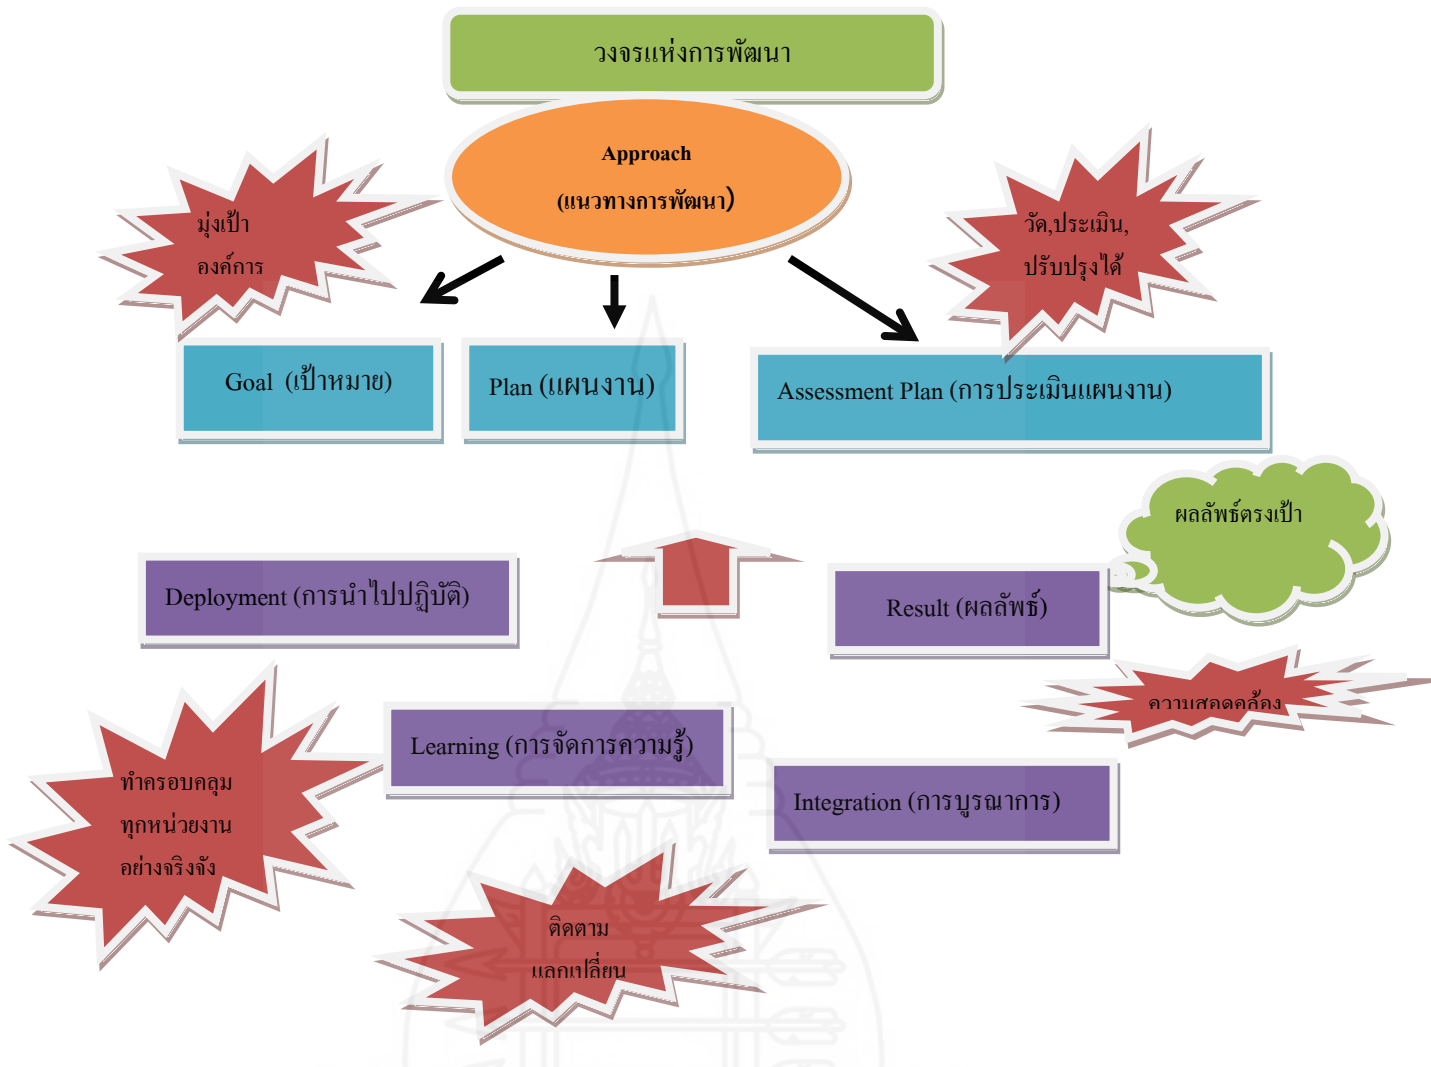 วงจรแห่งการพัฒนา
Approach
(แนวทางการพัฒนา)
มุ่งเป้า
องค์การ
วัด,ประเมิน,
ปรับปรุงได้
Goal (เป้าหมาย)
Plan (แผนงาน)
Assessment Plan (การประเมินแผนงาน)
ผลลัพธ์ตรงเป้า
Deployment (การนำไปปฏิบัติ)
Result (ผลลัพธ์)
ความสอดคล้อง
Learning (การจัดการความรู้)
Integration (การบูรณาการ)
ทำครอบคลุม
ทุกหน่วยงาน
อย่างจริงจัง
ติดตาม
แลกเปลี่ยน